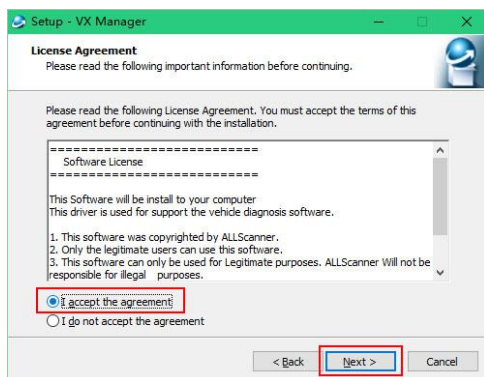 Setup - VX Manager
License Agreement
Please read the following important information before continuing.
Please read the following License Agreement. You must accept the terms of this
agreement before continuing with the installation.
===========================
Software License
===========================
This Software will be install to your computer
This driver is used for support the vehicle diagnosis software.
1. This software was copyrighted by ALLScanner.
2. Only the legitimate users can use this software.
3. This software can only be used for Legitimate purposes. ALLScanner Will not be
responsible for illegal purposes.
I accept the agreement
I do not accept the agreement
< Back Next > Cancel